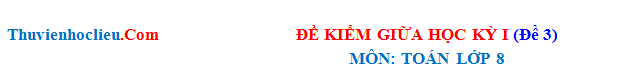 Thuvienhoclieu.Com ĐỀ KIỂM GIỮA HỌC KỲ I (Đề 3)
MÔN: TOÁN LỚP 8